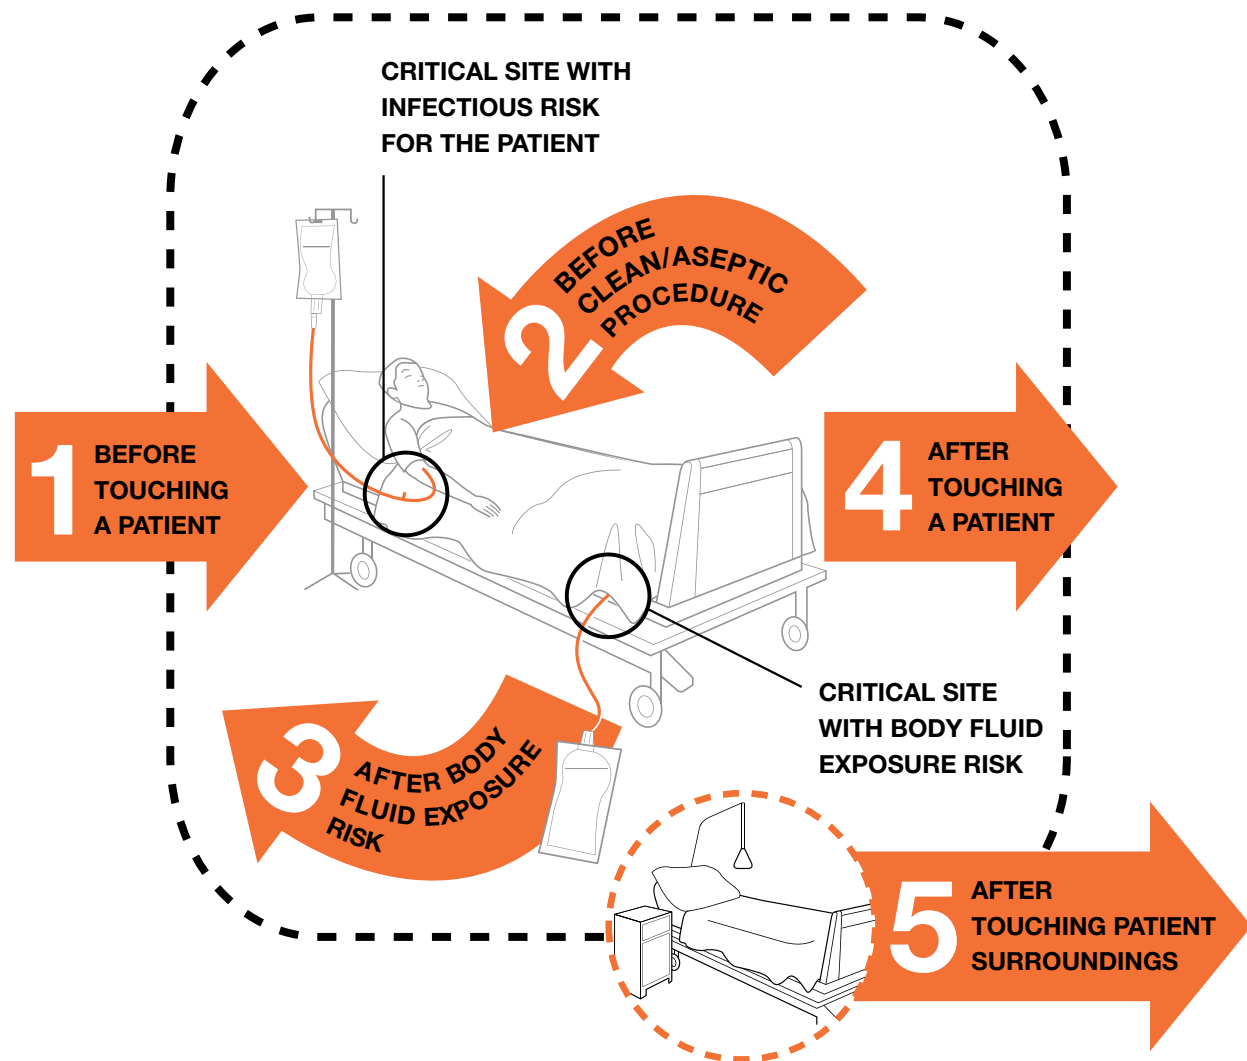 CRITICAL SITE WITH
INFECTIOUS RISK
FOR THE PATIENT
2
BEFORE
CLEAN/ASEPTIC
PROCEDURE
1
BEFORE
TOUCHING
A PATIENT
4
AFTER
TOUCHING
A PATIENT
CRITICAL SITE
WITH BODY FLUID
EXPOSURE RISK
3
AFTER BODY
FLUID EXPOSURE
RISK
5
AFTER
TOUCHING PATIENT
SURROUNDINGS